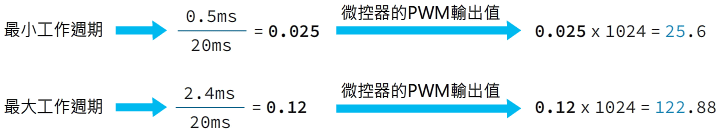 最小工作週期 0.5ms/20ms = 0.025 微控器的PWM輸出值 0.025 x 1024 = 25.6
最大工作週期 2.4ms/20ms = 0.12 微控器的PWM輸出值 0.12 x 1024 = 122.88